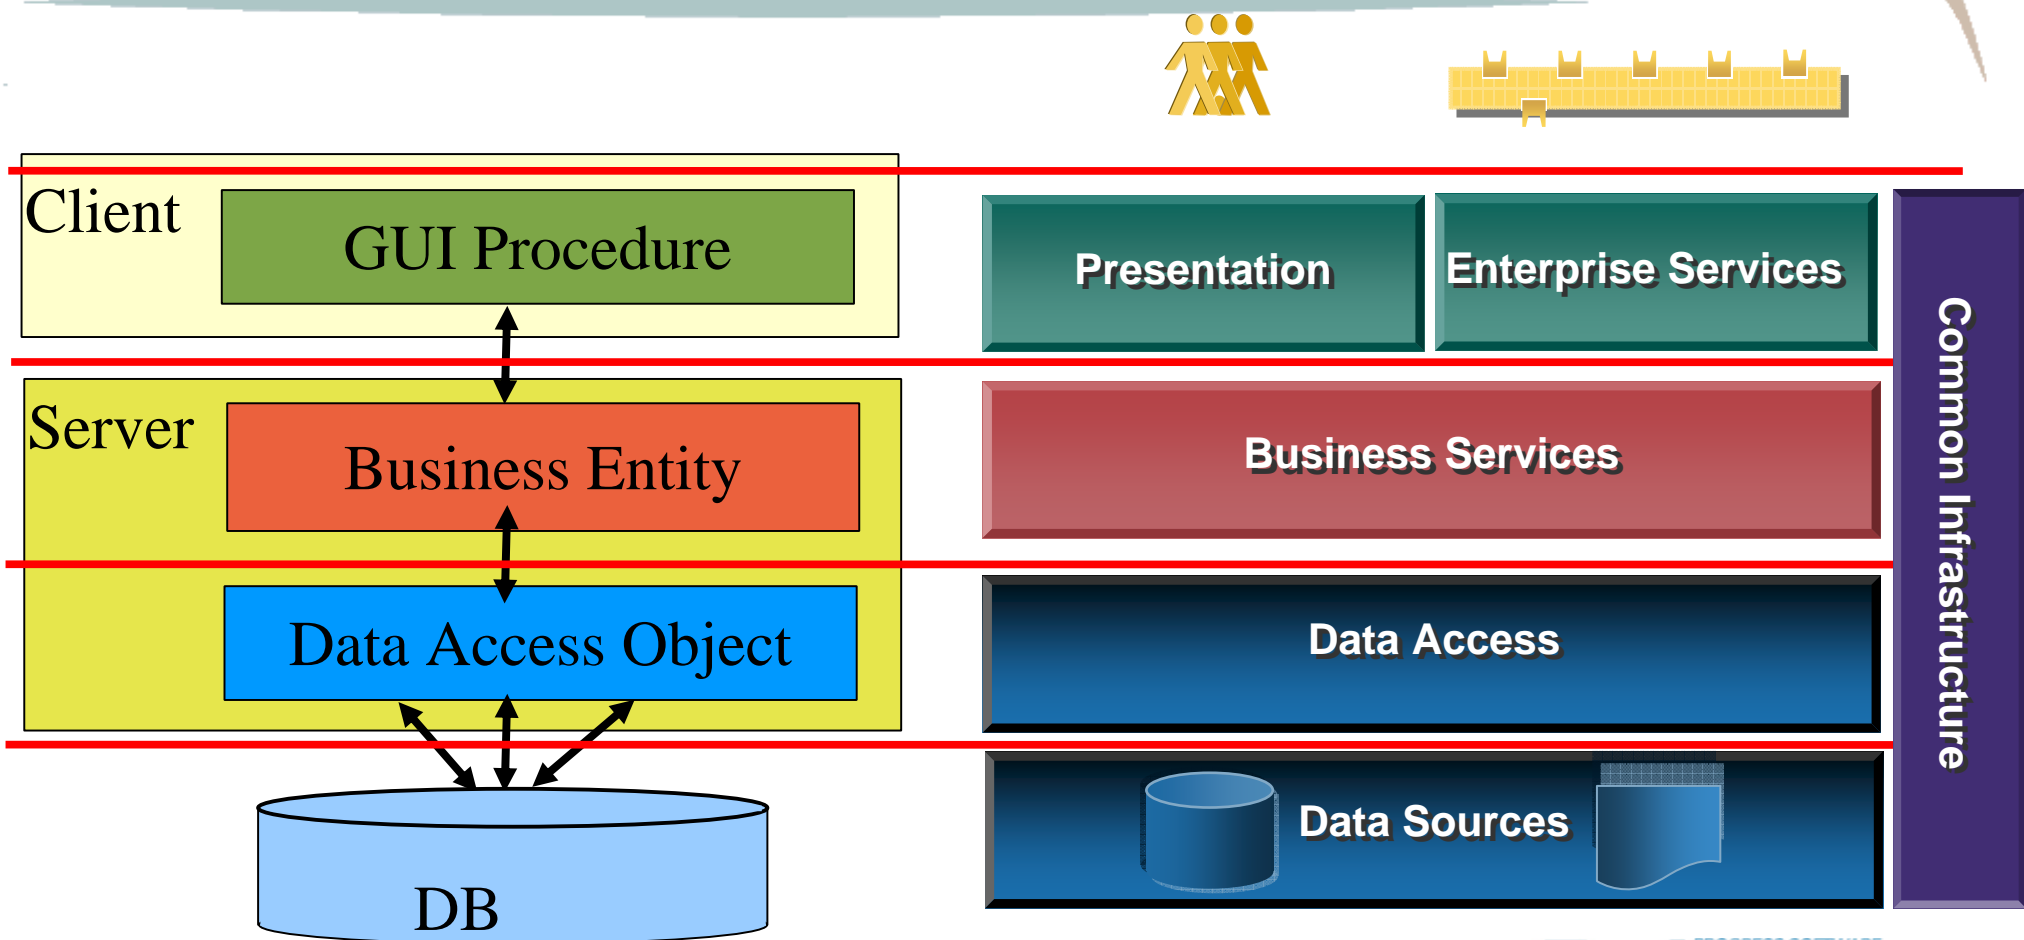 Client
GUI Procedure
Presentation
Enterprise Services
Server
Business Entity
Business Services
Data Access Object
Data Access
DB
Data Sources
Common Infrastructure